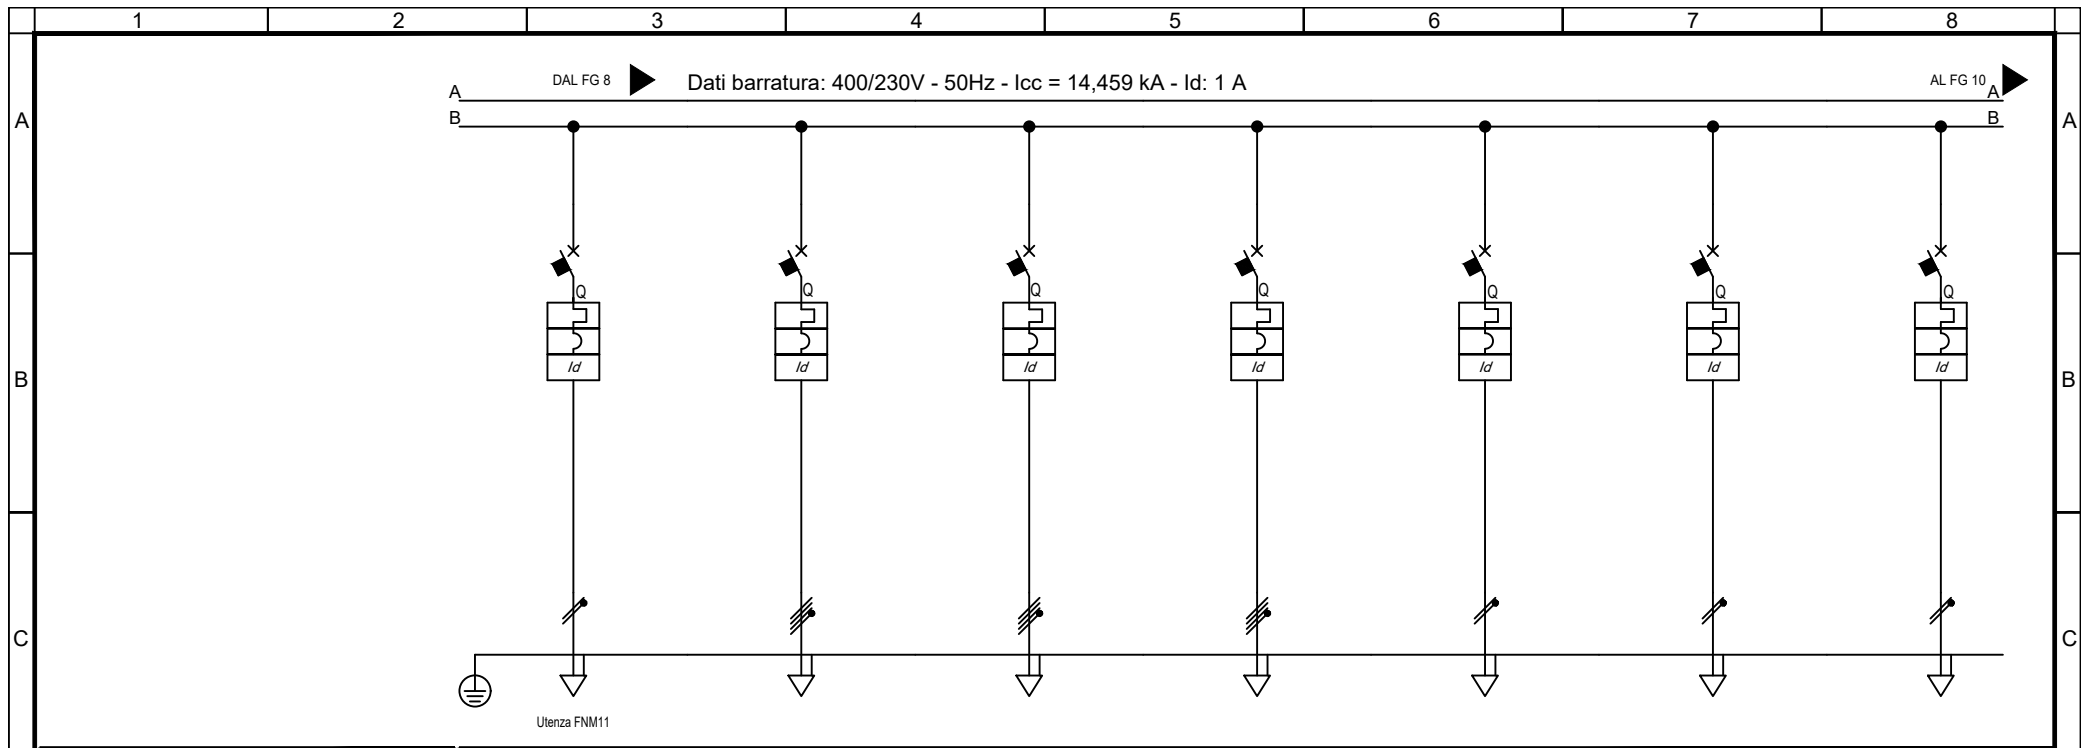 1 2 3 4 5 6 7 8
DAL FG 8 Dati barratura: 400/230V - 50Hz - Icc = 14,459 kA - Id: 1 A AL FG 10
A A
A A
B B
Q Q Q Q Q Q Q
Id Id Id Id Id Id Id
B B
C C
Utenza FNM11